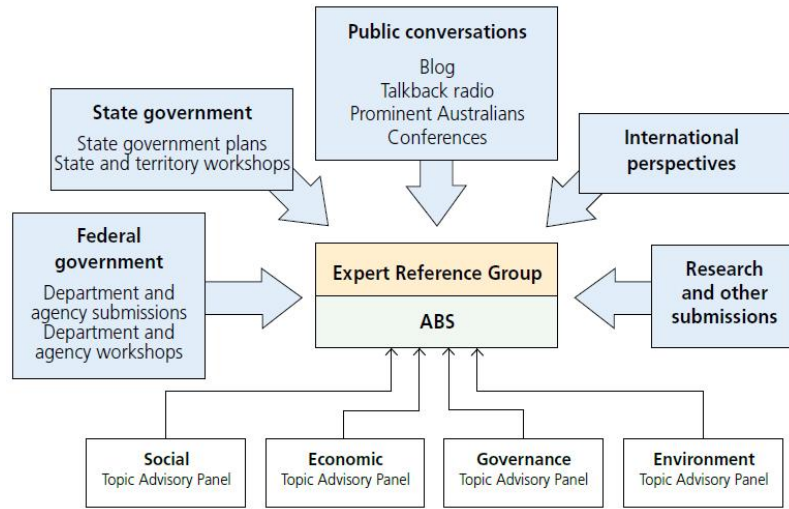 Public conversations
Blog
Talkback radio
Prominent Australians
Conferences
State government
State government plans
State and territory workshops
International
perspectives
Federal
government
Department and
agency submissions
Department and
agency workshops
Expert Reference Group
ABS
Research
and other
submissions
Social
Topic Advisory Panel
Economic
Topic Advisory Panel
Governance
Topic Advisory Panel
Environment
Topic Advisory Panel